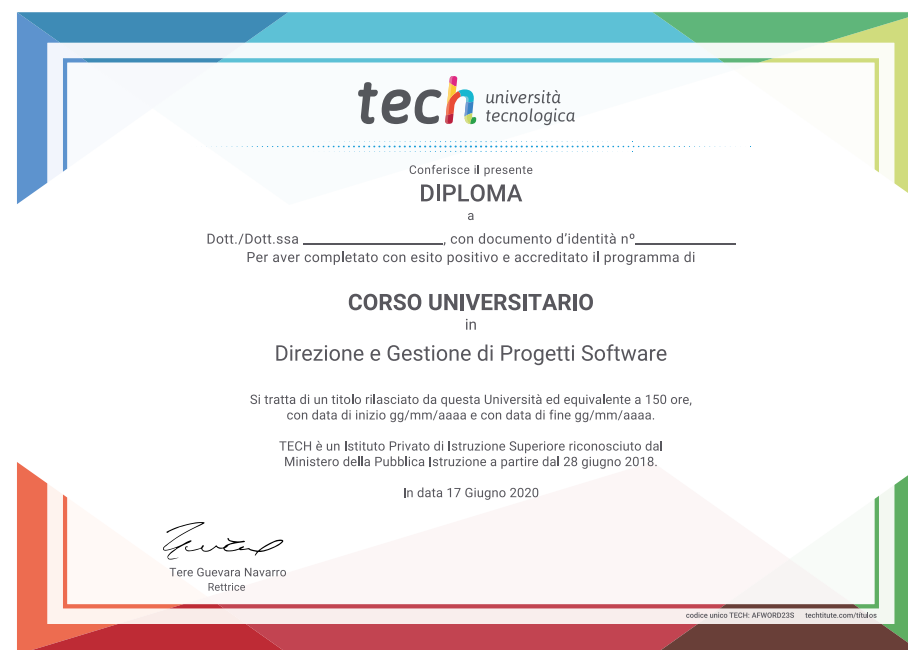 tech università
tecnologica
Conferisce il presente
DIPLOMA
a
Dott./Dott.ssa ____________________, con documento d'identità nº______________
Per aver completato con esito positivo e accreditato il programma di
CORSO UNIVERSITARIO
in
Direzione e Gestione di Progetti Software
Si tratta di un titolo rilasciato da questa Università ed equivalente a 150 ore,
con data di inizio gg/mm/aaaa e con data di fine gg/mm/aaaa.
TECH è un Istituto Privato di Istruzione Superiore riconosciuto dal
Ministero della Pubblica Istruzione a partire dal 28 giugno 2018.
In data 17 Giugno 2020
Tere Guevara Navarro
Rettrice
codice unico TECH: AFWORD23S techtitute.com/titulos